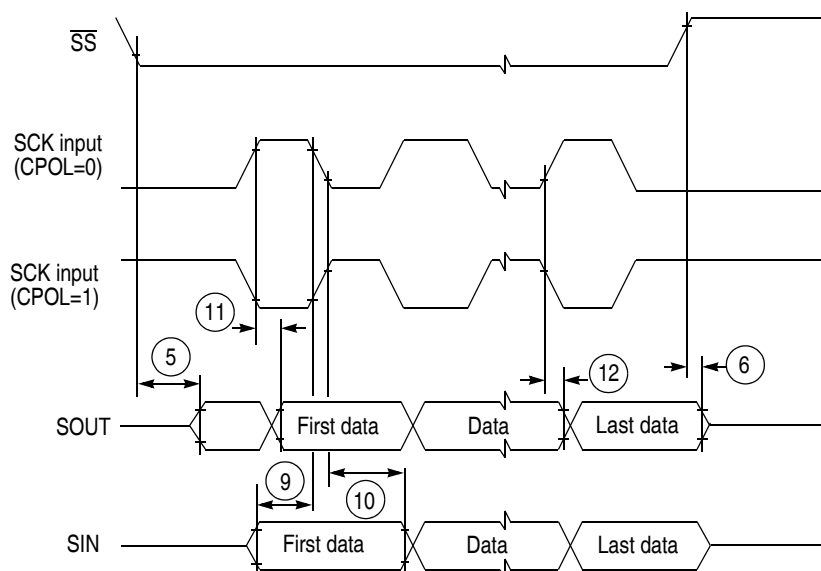 SS
SCK input
(CPOL=0)
SCK input
(CPOL=1)
11
5
12
6
SOUT
First data
Data
Last data
9
10
SIN
First data
Data
Last data